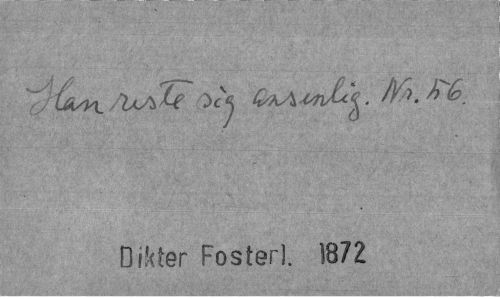 Han reste sig ansenlig. Nr. 56.
Dikter Fosterl. 1872